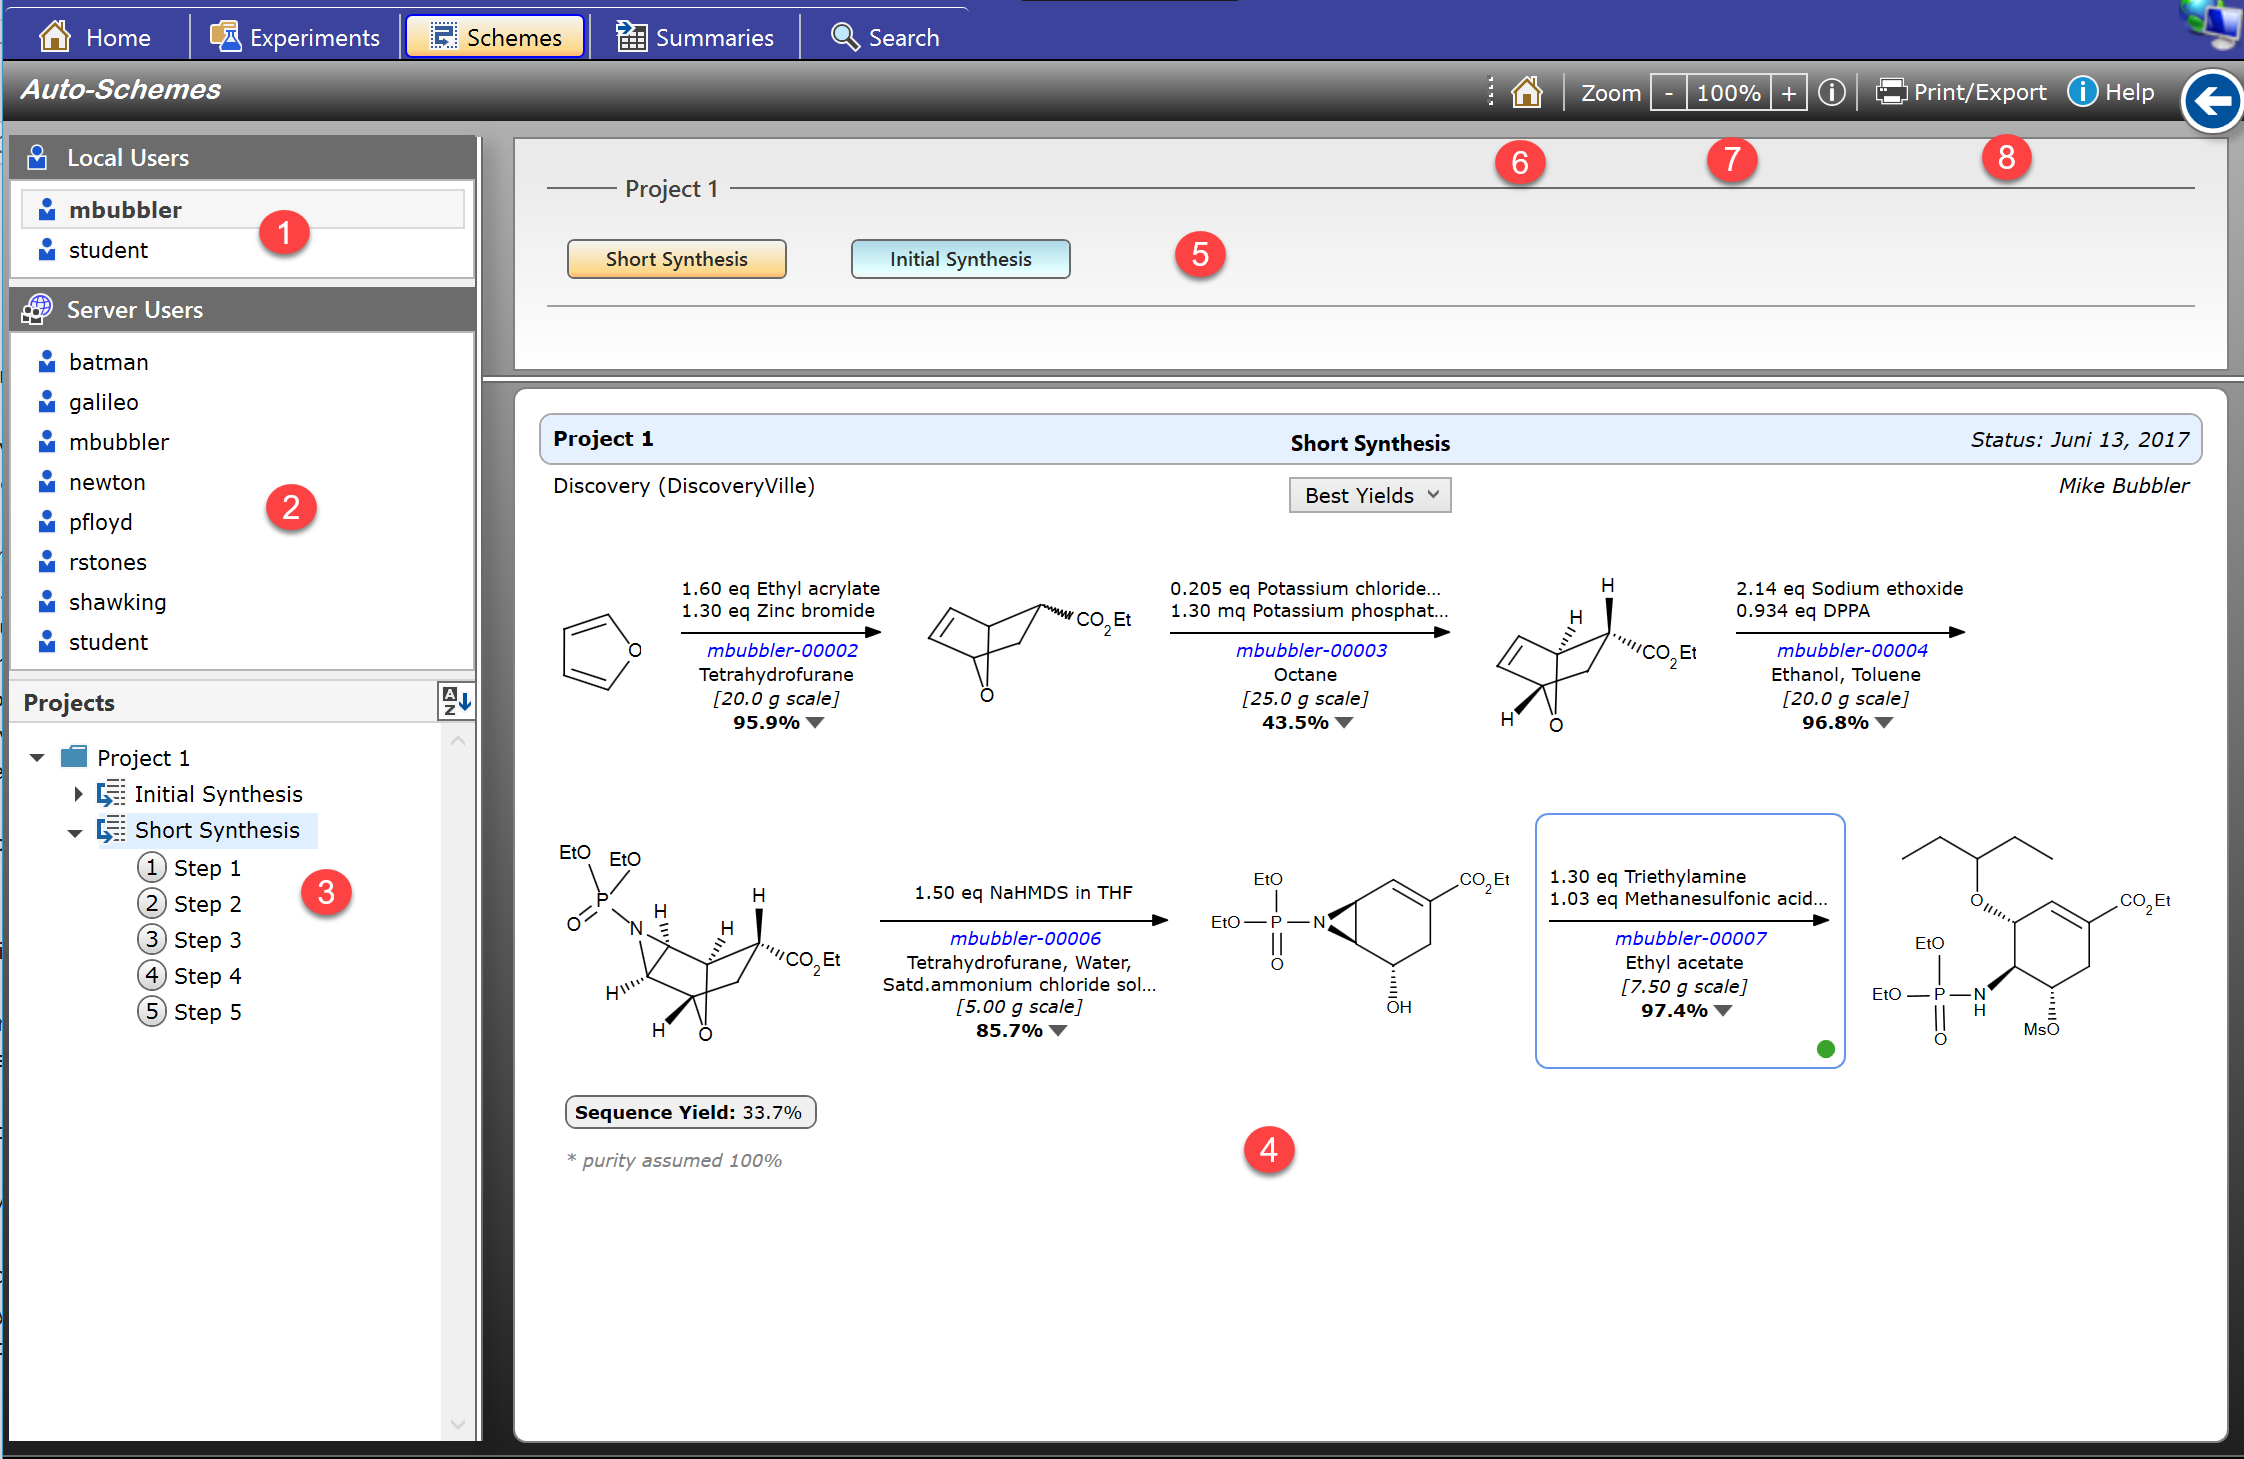 Home
Experiments
Schemes
Summaries
Search
Auto-Schemes
Zoom - 100% + i
Print/Export
i Help
Local Users
mbubbler
student
1
Server Users
batman
galileo
mbubbler
newton
pfloyd
rstones
shawking
student
2
Projects
A
Z
Project 1
Initial Synthesis
Short Synthesis
1 Step 1
2 Step 2
3 Step 3
4 Step 4
5 Step 5
3
6
7
8
Project 1
Short Synthesis
Initial Synthesis
5
Project 1
Short Synthesis
Status: Juni 13, 2017
Discovery (DiscoveryVille)
Best Yields
Mike Bubbler
O
1.60 eq Ethyl acrylate
1.30 eq Zinc bromide
mbubbler-00002
Tetrahydrofurane
[20.0 g scale]
95.9%
CO2Et
O
0.205 eq Potassium chloride...
1.30 mq Potassium phosphat...
mbubbler-00003
Octane
[25.0 g scale]
43.5%
H
H
CO2Et
H
O
2.14 eq Sodium ethoxide
0.934 eq DPPA
mbubbler-00004
Ethanol, Toluene
[20.0 g scale]
96.8%
EtO
EtO
P
O
N
H
H
H
CO2Et
H
H
O
1.50 eq NaHMDS in THF
mbubbler-00006
Tetrahydrofurane, Water,
Satd.ammonium chloride sol...
[5.00 g scale]
85.7%
EtO
EtO
P
N
O
CO2Et
OH
1.30 eq Triethylamine
1.03 eq Methanesulfonic acid...
mbubbler-00007
Ethyl acetate
[7.50 g scale]
97.4%
O
CO2Et
EtO
EtO
P
N
H
O
MsO
Sequence Yield: 33.7%
* purity assumed 100%
4